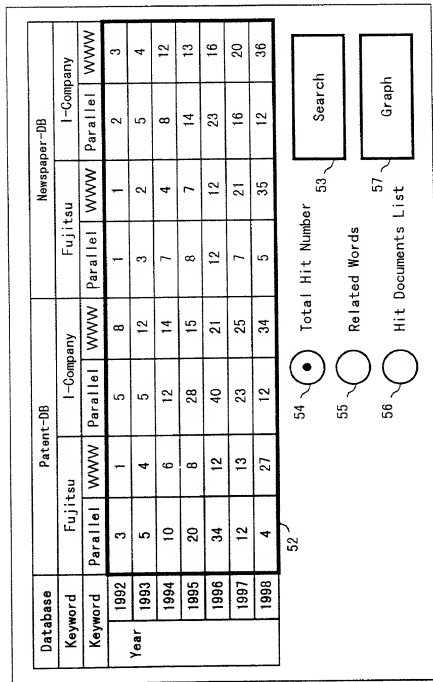 Database Patent-DB Newspaper-DB
Keyword Fujitsu I-Company Fujitsu I-Company
Keyword Parallel WWW Parallel WWW Parallel WWW Parallel WWW
Year
1992 3 1 5 8 1 1 2 3
1993 5 4 5 12 3 2 5 4
1994 10 6 12 14 7 4 8 12
1995 20 8 28 15 8 7 14 13
1996 34 12 40 21 12 12 23 16
1997 12 13 23 25 7 21 16 20
1998 4 27 12 34 5 35 12 36
52
54 Total Hit Number 53 Search
55 Related Words
56 Hit Documents List 57 Graph